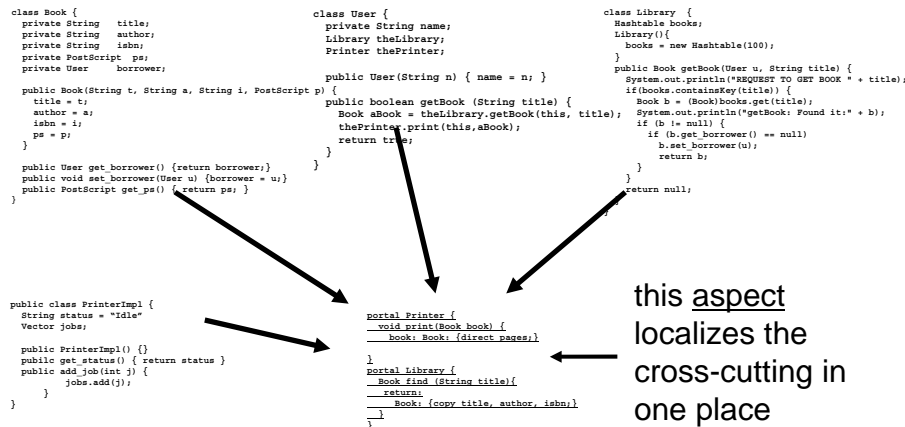 class Book {
private String title;
private String author;
private String isbn;
private PostScript ps;
private User borrower;
public Book(String t, String a, String i, PostScript p) {
title = t;
author = a;
isbn = i;
ps = p;
}
public User get_borrower() {return borrower;}
public void set_borrower(User u) {borrower = u;}
public PostScript get_ps() { return ps; }
}
class User {
private String name;
Library theLibrary;
Printer thePrinter;
public User(String n) { name = n; }
public boolean getBook (String title) {
Book aBook = theLibrary.getBook(this, title);
thePrinter.print(this,aBook);
return true;
}
}
class Library {
Hashtable books;
Library(){
books = new Hashtable(100);
}
public Book getBook(User u, String title) {
System.out.println("REQUEST TO GET BOOK " + title);
if(books.containsKey(title)) {
Book b = (Book)books.get(title);
System.out.println("getBook: Found it:" + b);
if (b != null) {
if (b.get_borrower() == null)
b.set_borrower(u);
return b;
}
}
return null;
}
}
public class PrinterImpl {
String status = “Idle”
Vector jobs;
public PrinterImpl() {}
pubilc get_status() { return status }
public add_job(int j) {
jobs.add(j);
}
}
portal Printer {
void print(Book book) {
book: Book: {direct pages;}
}
portal Library {
Book find (String title){
return:
Book: {copy title, author, isbn;}
}
}
this aspect
localizes the
cross-cutting in
one place